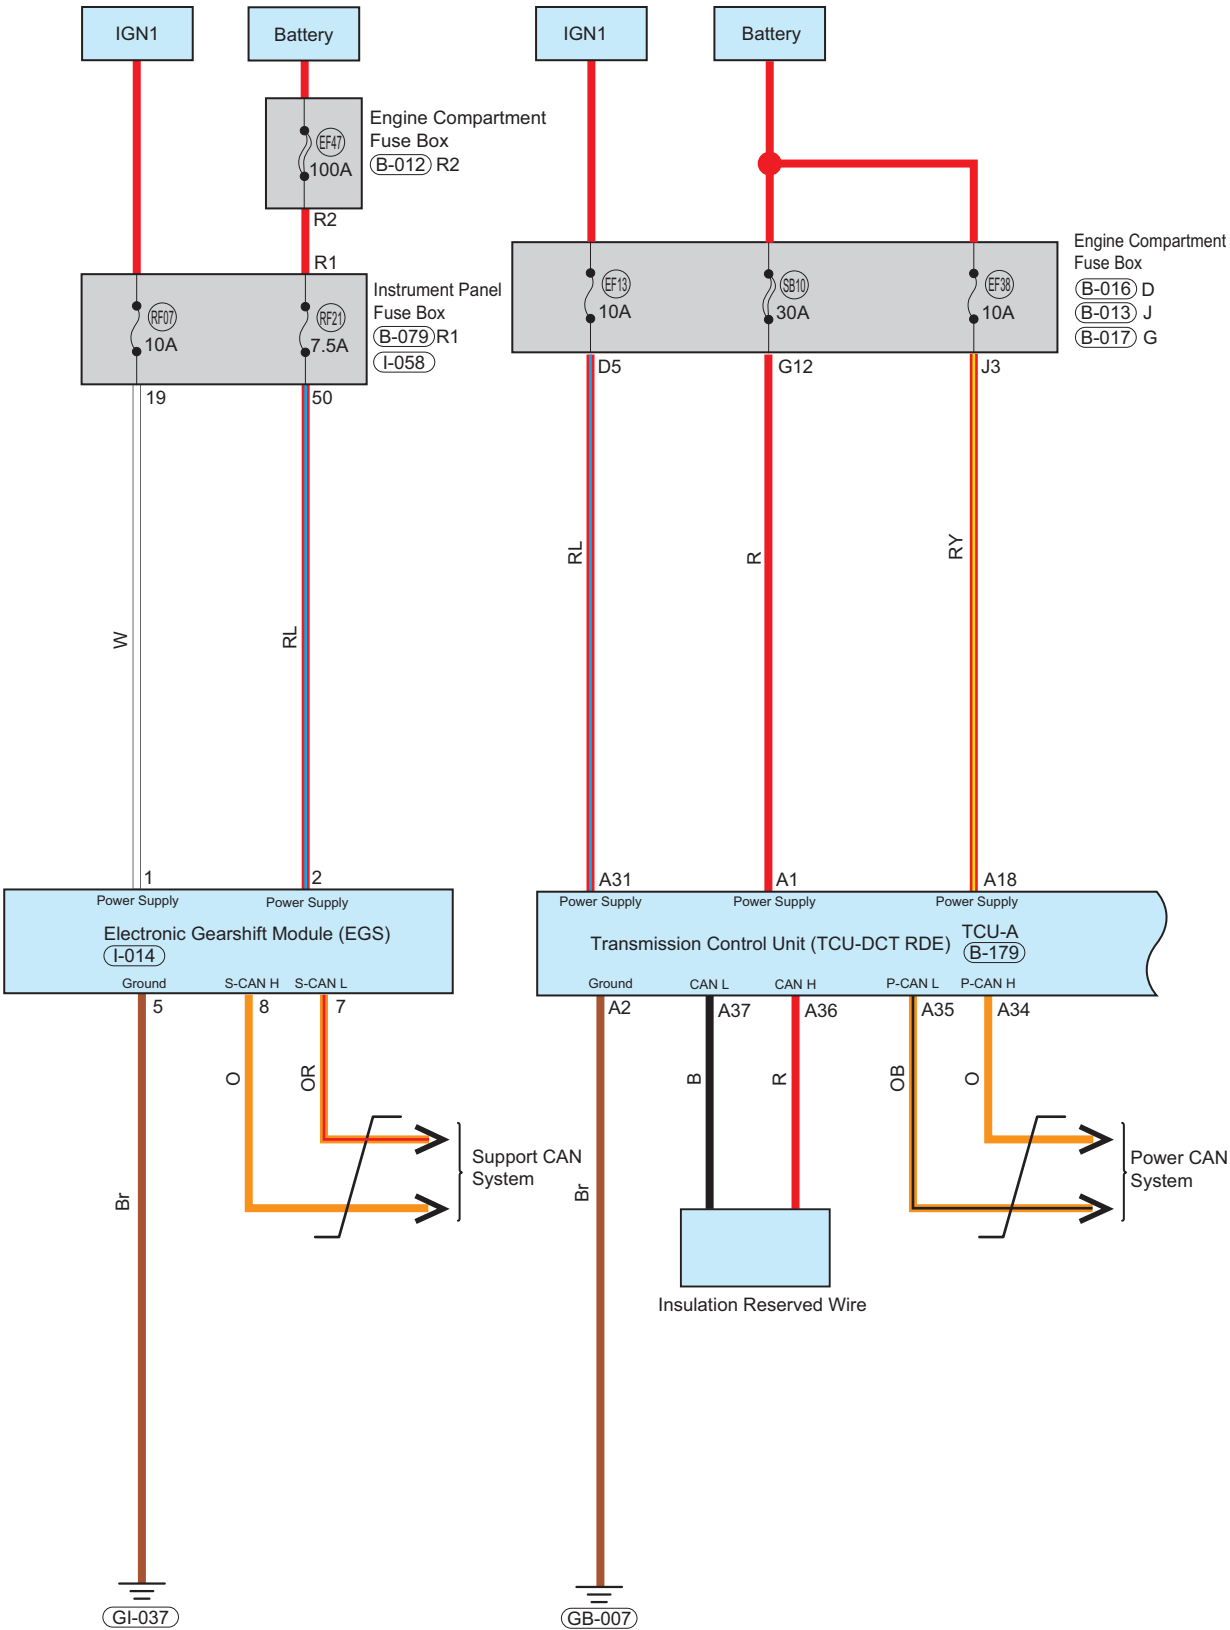 IGN1
Battery
IGN1
Battery
EF47
100A
Engine Compartment
Fuse Box
B-012 R2
R2
R1
RF07
10A
RF21
7.5A
Instrument Panel
Fuse Box
B-079 R1
I-058
EF13
10A
SB10
30A
EF38
10A
Engine Compartment
Fuse Box
B-016 D
B-013 J
B-017 G
19
50
D5
G12
J3
W
RL
RL
R
RY
1
2
A31
A1
A18
Power Supply
Power Supply
Power Supply
Power Supply
Power Supply
Electronic Gearshift Module (EGS)
I-014
Transmission Control Unit (TCU-DCT RDE)
TCU-A
B-179
Ground
S-CAN H
S-CAN L
Ground
CAN L
CAN H
P-CAN L
P-CAN H
5
8
7
A2
A37
A36
A35
A34
O
OR
B
R
OB
O
Support CAN
System
Power CAN
System
Br
Br
Insulation Reserved Wire
GI-037
GB-007